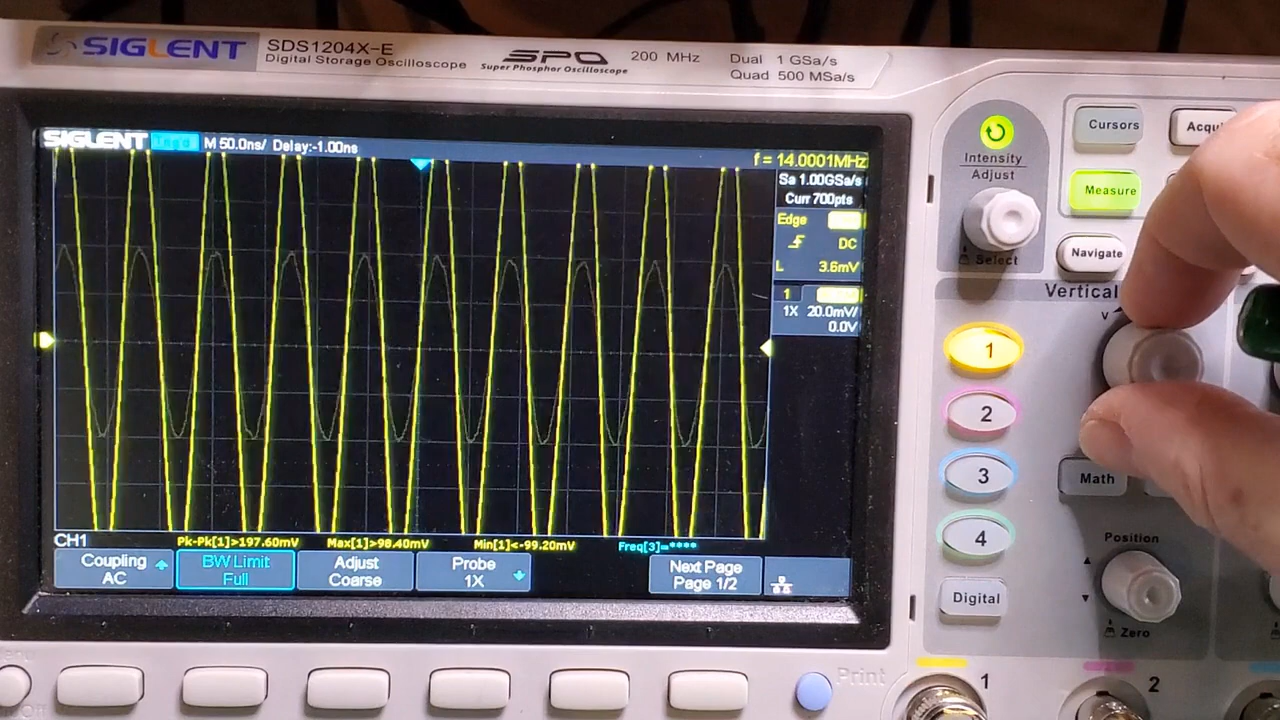 SIGLENT
SDS1204X-E
Digital Storage Oscilloscope
SPO
Super Phosphor Oscilloscope
200 MHz
Dual 1 GSa/s
Quad 500 MSa/s
SIGLENT
M 50.0ns/ Delay:-1.00ns
f = 14.0001MHz
Sa 1.00GSa/s
Curr 700pts
Edge
DC
L 3.6mV
1
1X 20.0mV/
0.0V
CH1
Pk-Pk[1]>197.60mV Max[1]>98.40mV Min[1]<-99.20mV Freq[3]=****
Coupling
AC
BW Limit
Full
Adjust
Coarse
Probe
1X
Next Page
Page 1/2
Intensity
Adjust
Select
Cursors
Acqu
Measure
Navigate
Vertical
V
1
2
3
4
Math
Position
Zero
Digital
Print
1
2